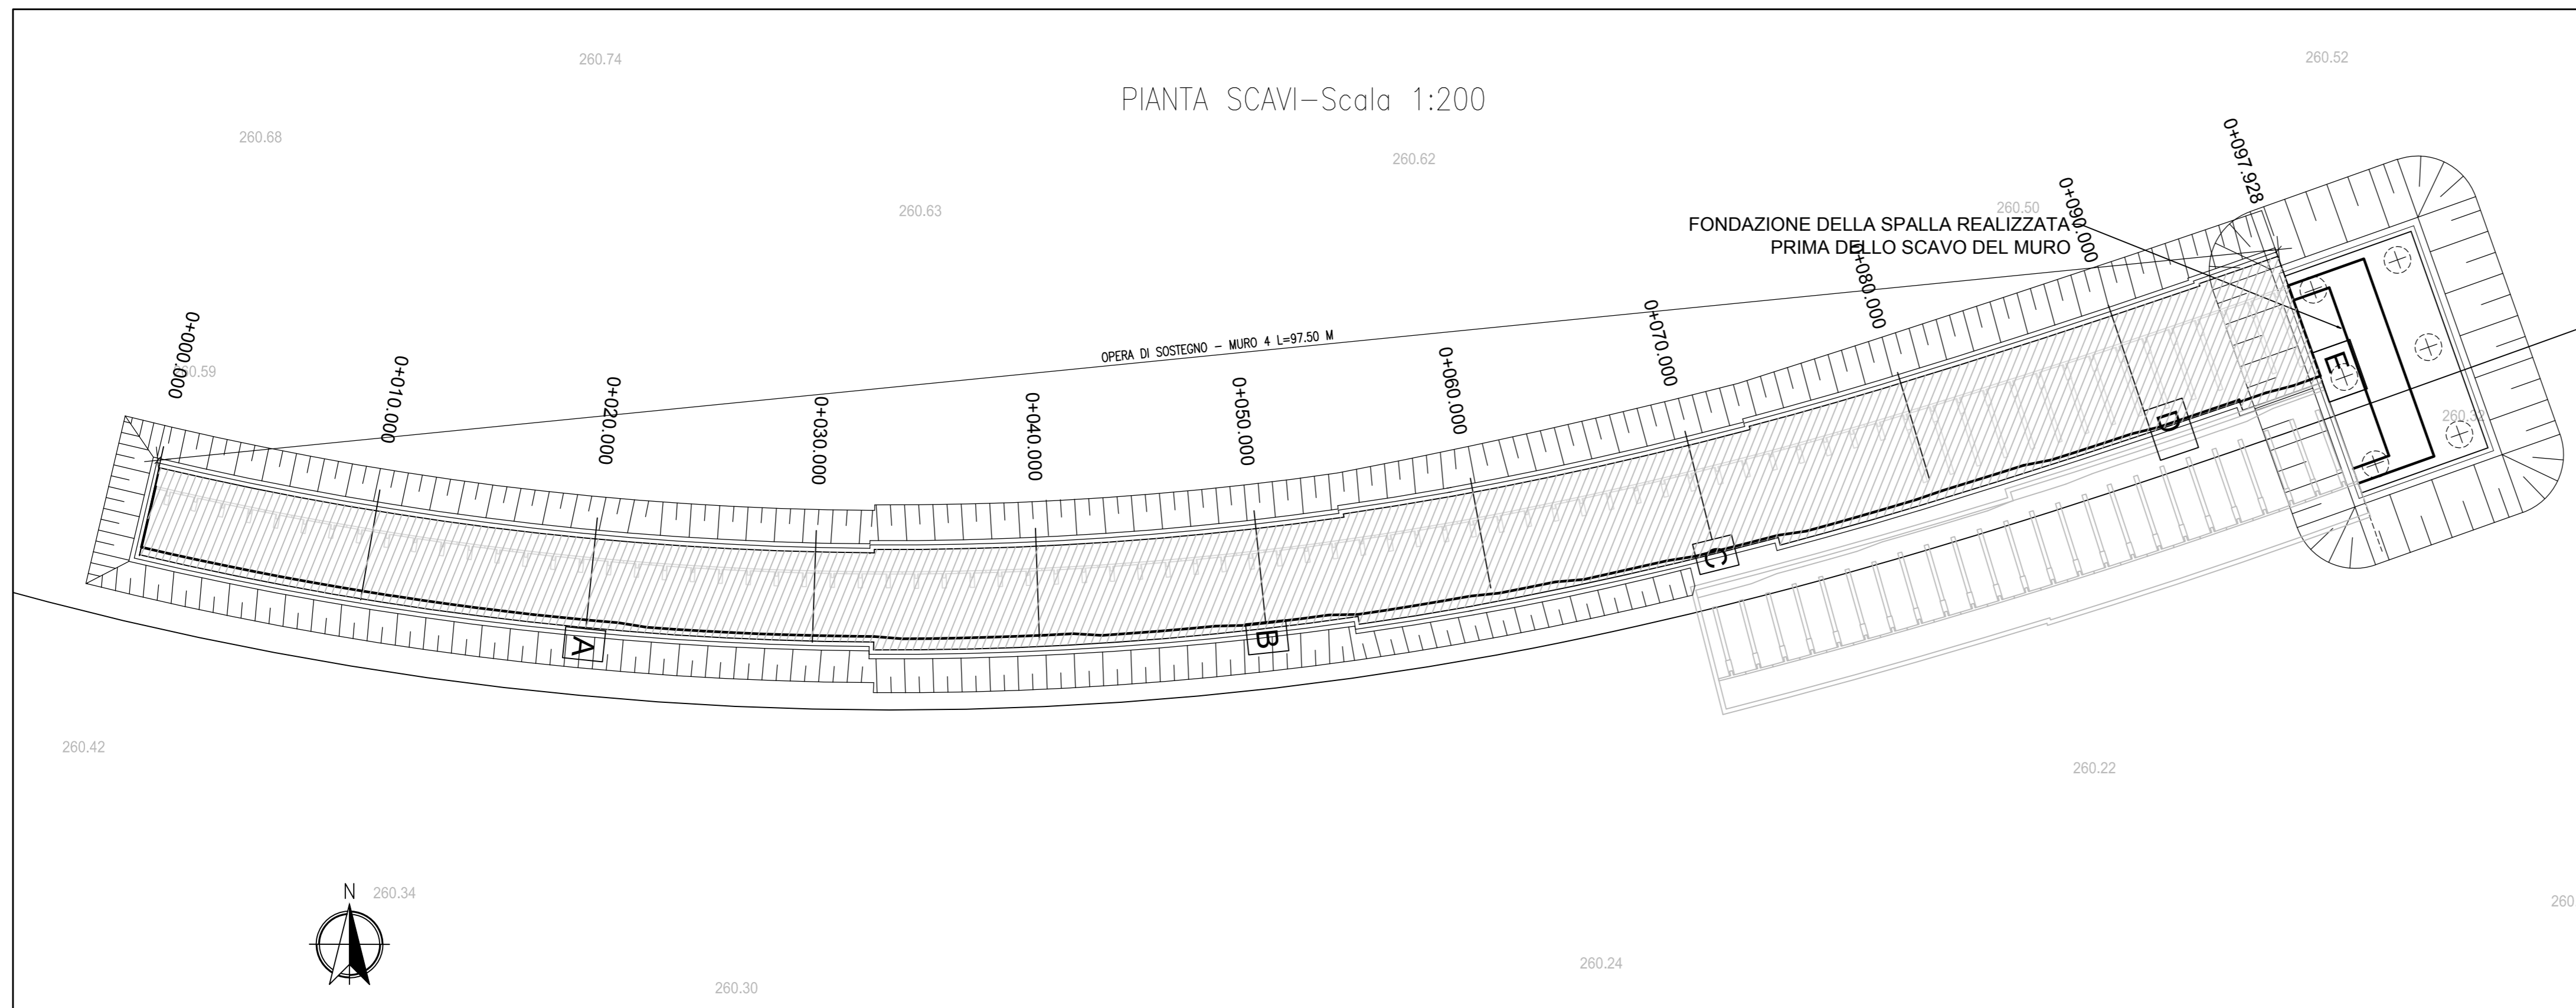 260.74
260.52
PIANTA SCAVI-Scala 1:200
260.68
260.62
0+097.928
260.63
260.50
0+090.000
FONDAZIONE DELLA SPALLA REALIZZATA
PRIMA DELLO SCAVO DEL MURO
0+080.000
0+070.000
OPERA DI SOSTEGNO - MURO 4 L=97.50 M
0+000.000
260.59
0+010.000
0+020.000
0+030.000
0+040.000
0+050.000
0+060.000
E
260.32
D
C
A
B
260.42
260.22
N
260.34
260.24
260.30